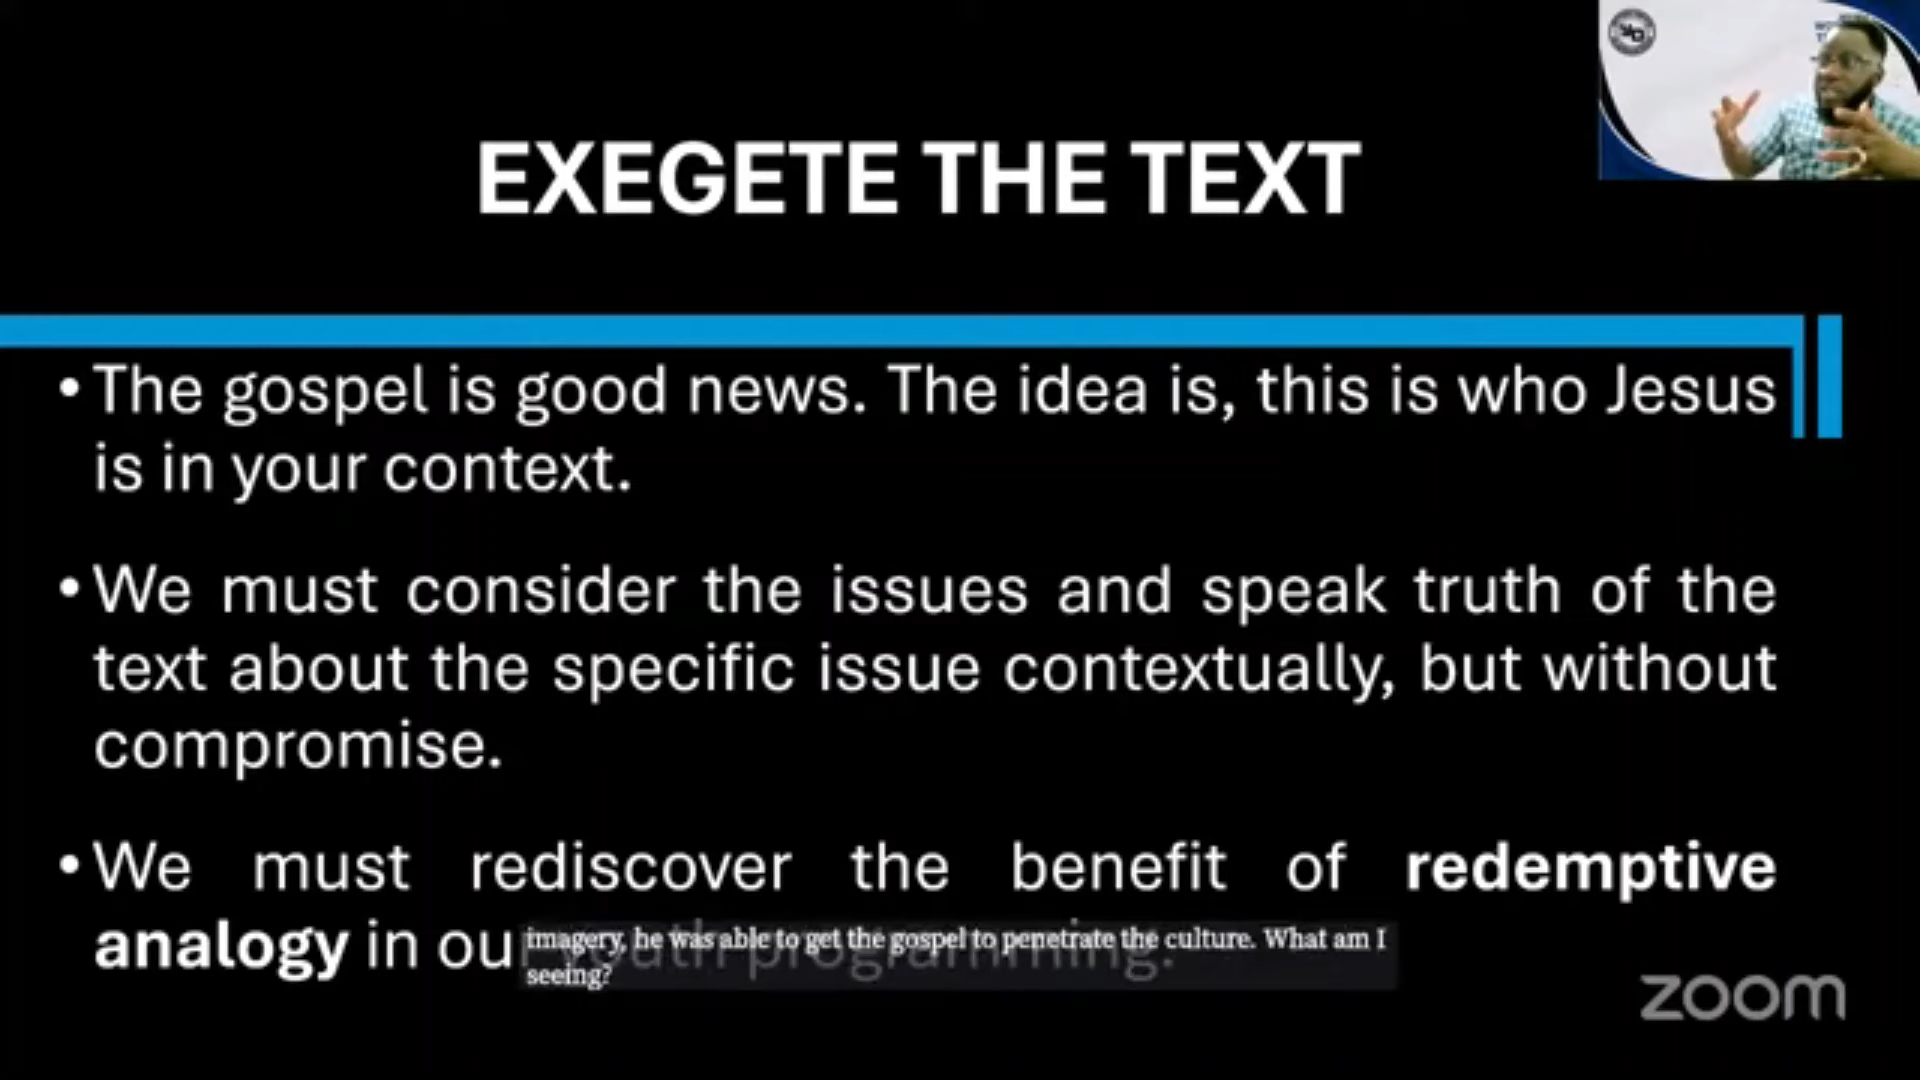 EXEGETE THE TEXT
• The gospel is good news. The idea is, this is who Jesus
is in your context.
• We must consider the issues and speak truth of the
text about the specific issue contextually, but without
compromise.
• We must rediscover the benefit of redemptive
analogy in our youth programming.
imagery, he was able to get the gospel to penetrate the culture. What am I
seeing?
zoom